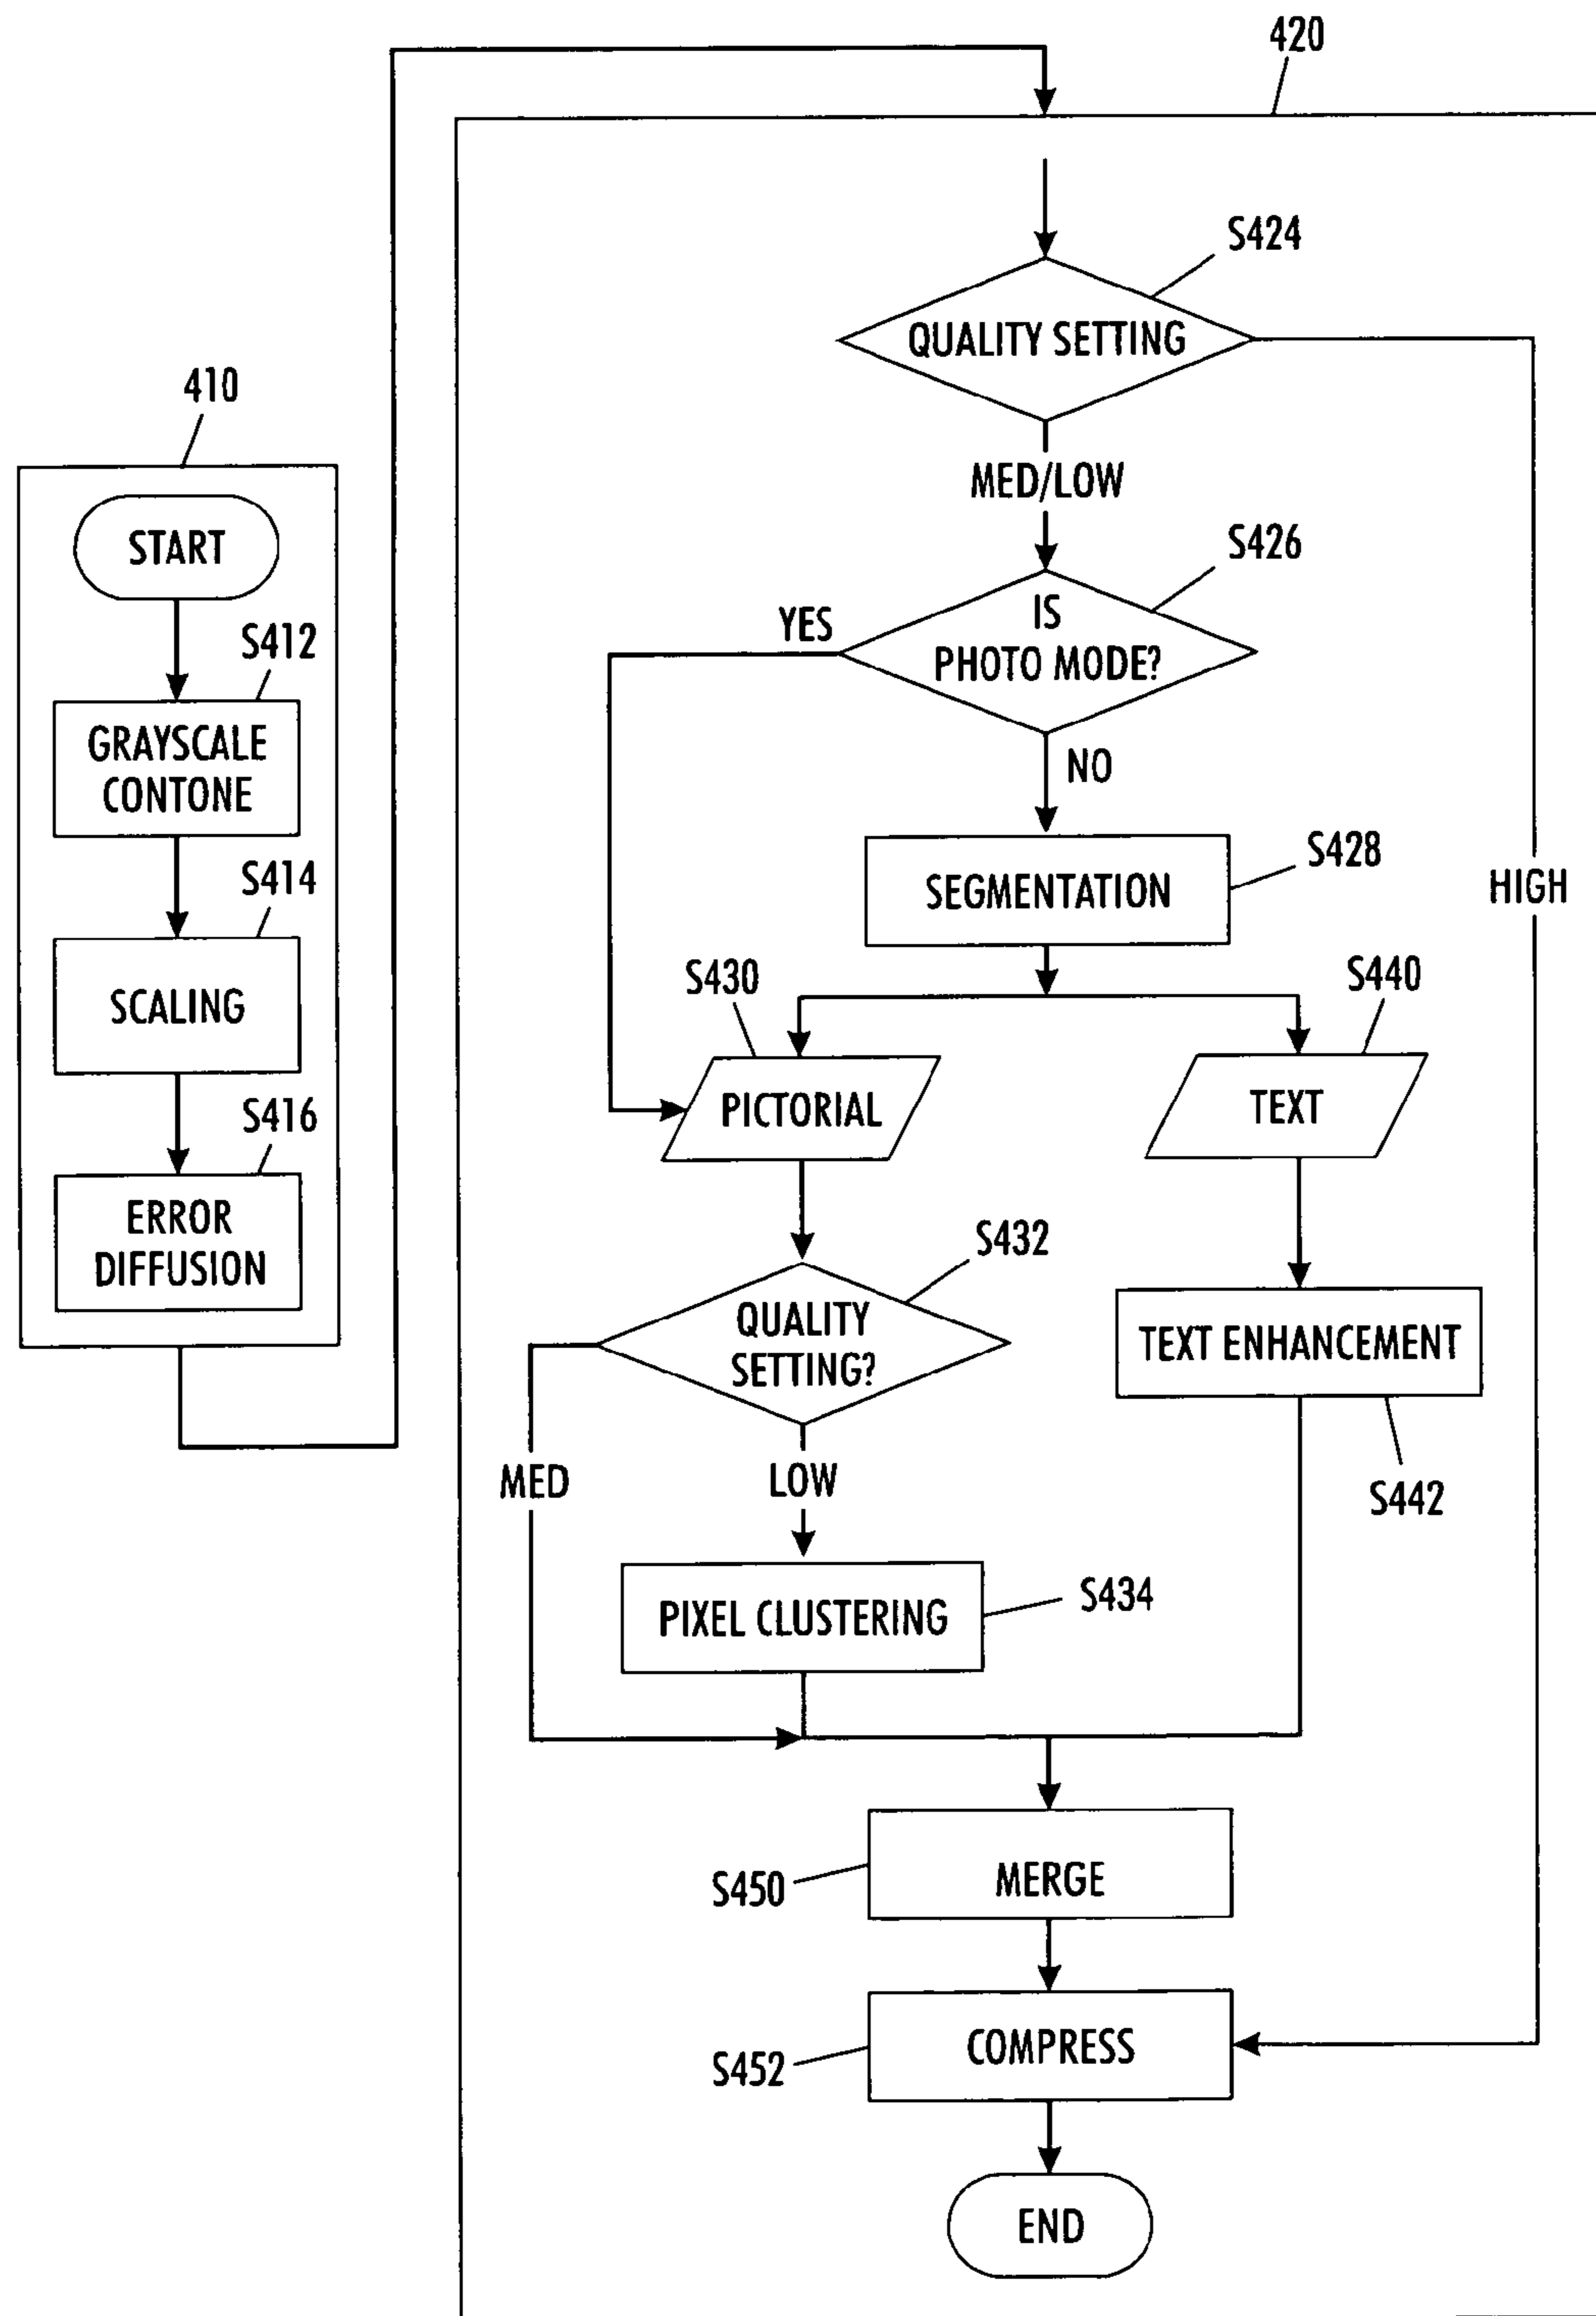 410
START
S412
GRAYSCALE
CONTONE
S414
SCALING
S416
ERROR
DIFFUSION
420
S424
QUALITY SETTING
MED/LOW
HIGH
S426
IS
PHOTO MODE?
YES
NO
S428
SEGMENTATION
S430
PICTORIAL
S440
TEXT
S432
QUALITY
SETTING?
MED
LOW
TEXT ENHANCEMENT
S442
S434
PIXEL CLUSTERING
S450
MERGE
S452
COMPRESS
END